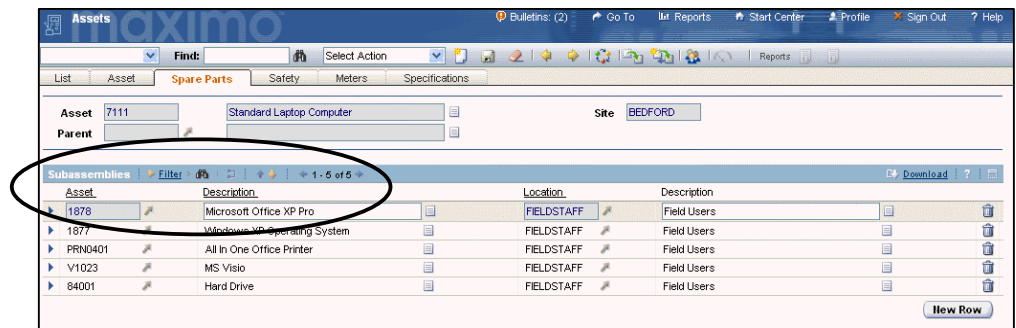 Assets maximo Bulletins: (2) Go To Reports Start Center Profile Sign Out ? Help
Find: Select Action Reports
List Asset Spare Parts Safety Meters Specifications
Asset 7111 Standard Laptop Computer Site BEDFORD
Parent
Subassemblies Filter 1 - 5 of 5 Download ?
Asset Description Location Description
1878 Microsoft Office XP Pro FIELDSTAFF Field Users
1877 Windows XP Operating System FIELDSTAFF Field Users
PRN0401 All In One Office Printer FIELDSTAFF Field Users
V1023 MS Visio FIELDSTAFF Field Users
84001 Hard Drive FIELDSTAFF Field Users
New Row